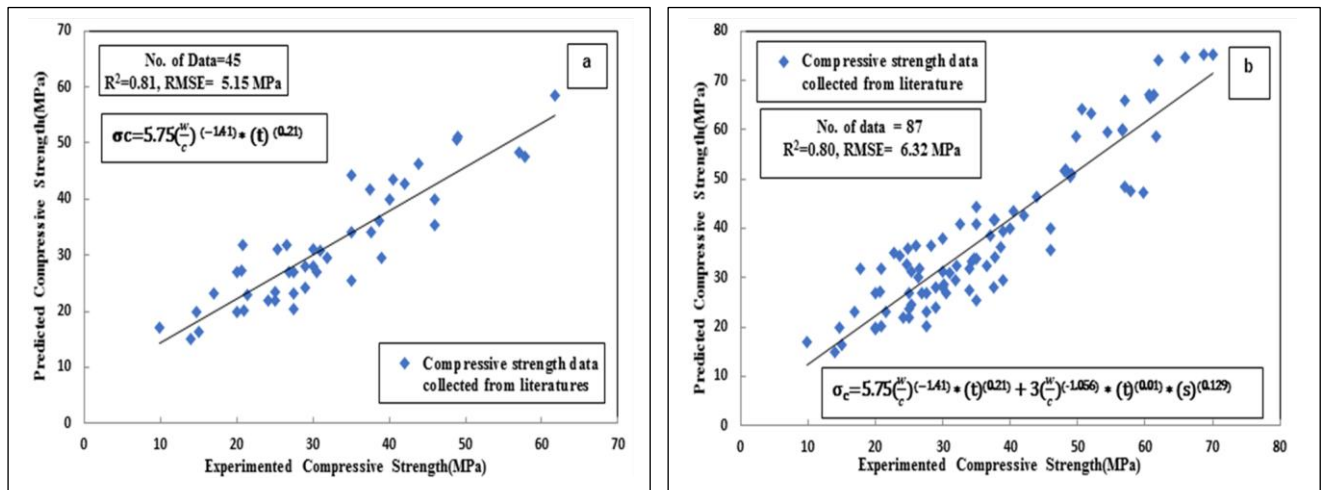 70
60
50
40
30
20
10
0
Predicted Compressive Strength(MPa)
No. of Data=45
R²=0.81, RMSE= 5.15 MPa
a
σc=5.75(w/c)^(-1.41)*(t)^(0.21)
Compressive strength data
collected from literatures
0 10 20 30 40 50 60 70
Experimented Compressive Strength(MPa)
80
70
60
50
40
30
20
10
0
Predicted Compressive Strength(MPa)
Compressive strength data
collected from literature
b
No. of data = 87
R²=0.80, RMSE= 6.32 MPa
σc=5.75(w/c)^(-1.41)*(t)^(0.21)+3(w/c)^(-1.056)*(t)^(0.01)*(s)^(0.129)
0 10 20 30 40 50 60 70 80
Experimented Compressive Strength(MPa)